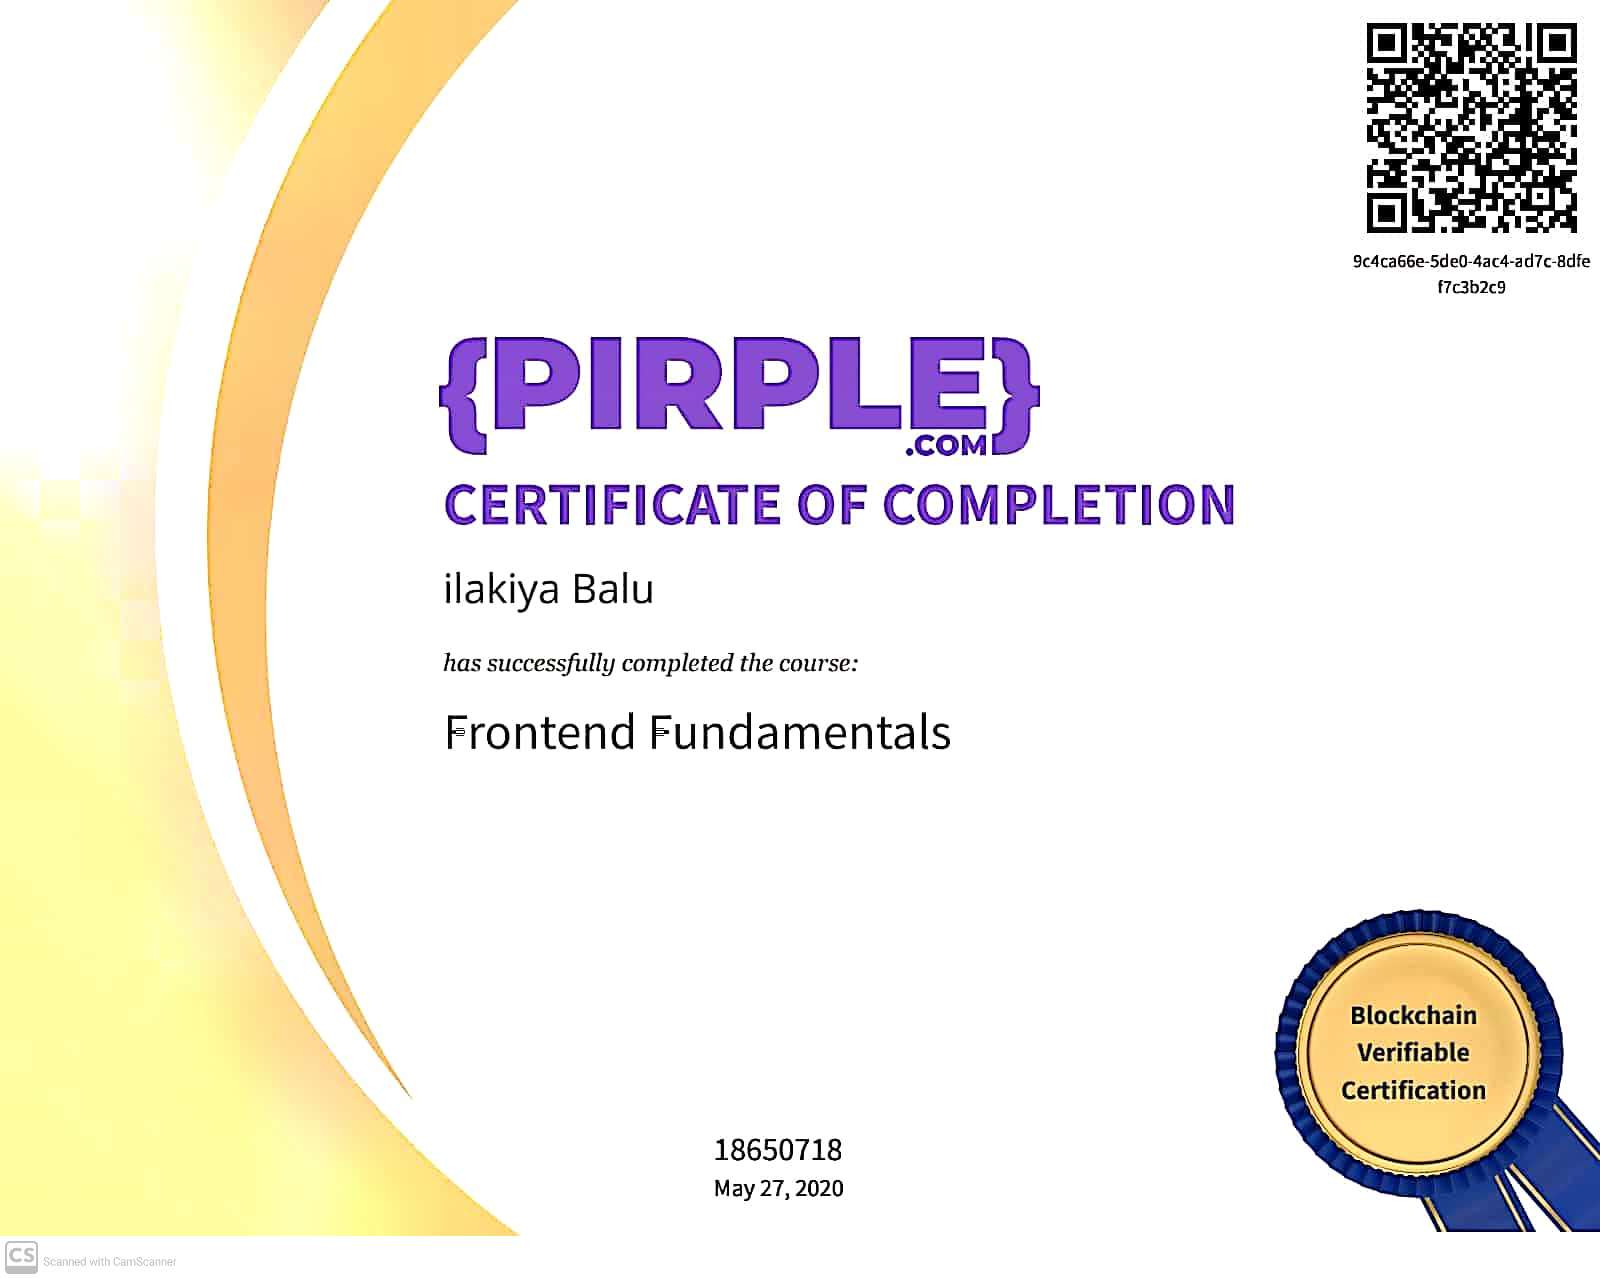 9c4ca66e-5de0-4ac4-ad7c-8dfe
f7c3b2c9
{PIRPLE}
.COM
CERTIFICATE OF COMPLETION
ilakiya Balu
has successfully completed the course:
Frontend Fundamentals
Blockchain
Verifiable
Certification
18650718
May 27, 2020
CS Scanned with CamScanner